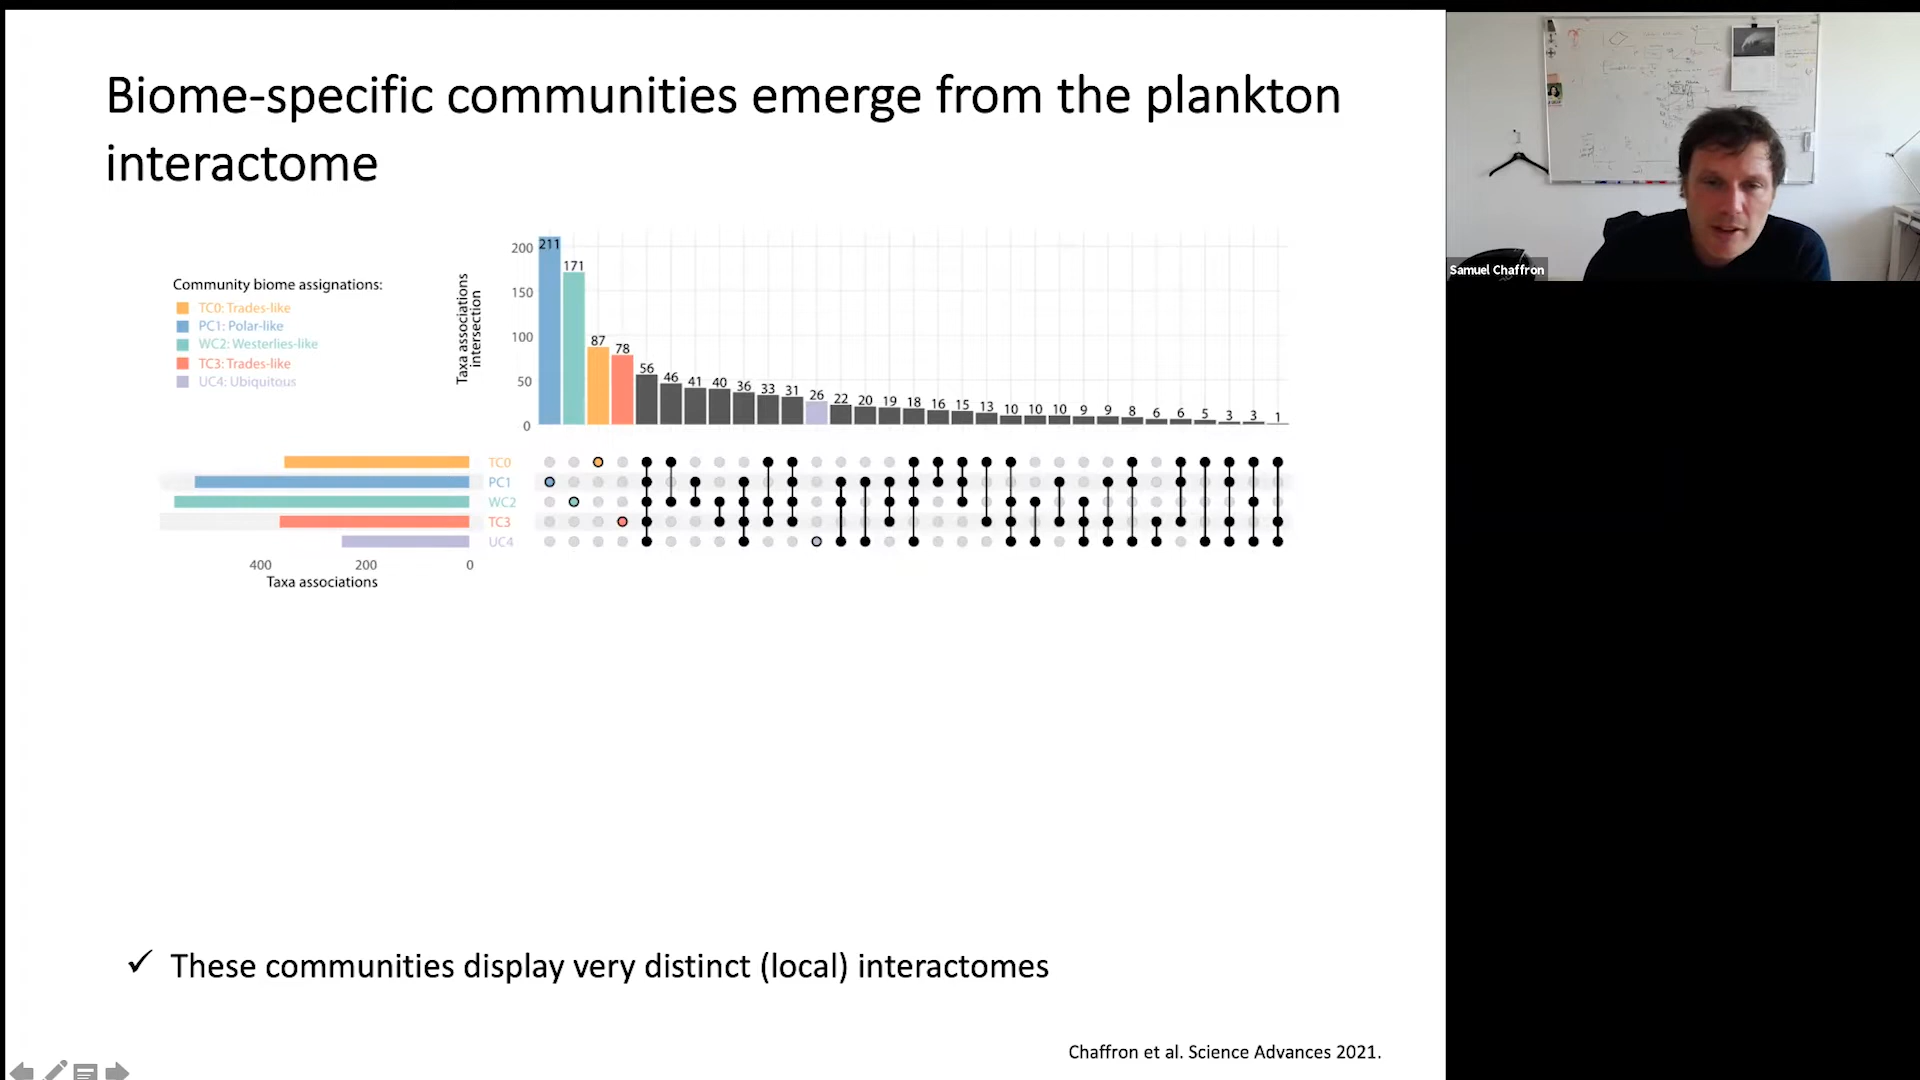 Biome-specific communities emerge from the plankton
interactome
Community biome assignations:
TC0: Trades-like
PC1: Polar-like
WC2: Westerlies-like
TC3: Trades-like
UC4: Ubiquitous
Taxa associations
intersection
200
150
100
50
0
211
171
87
78
56
46
41
40
36
33
31
26
22
20
19
18
16
15
13
10
10
10
9
9
8
6
6
5
3
3
1
TC0
PC1
WC2
TC3
UC4
400
200
0
Taxa associations
✓ These communities display very distinct (local) interactomes
Chaffron et al. Science Advances 2021.
Samuel Chaffron